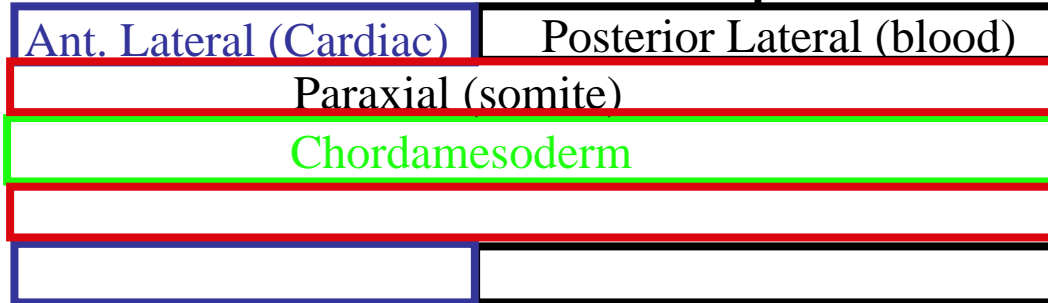 Ant. Lateral (Cardiac) Posterior Lateral (blood)
Paraxial (somite)
Chordamesoderm